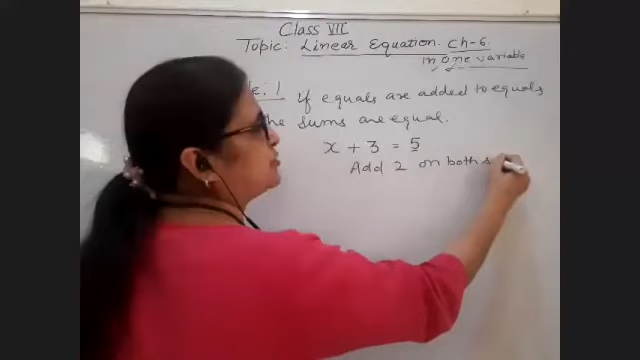 Class VII
Topic: Linear Equation. Ch-6
in One variable
: 1 If equals are added to equals
the sums are equal.
x + 3 = 5
Add 2 on both s